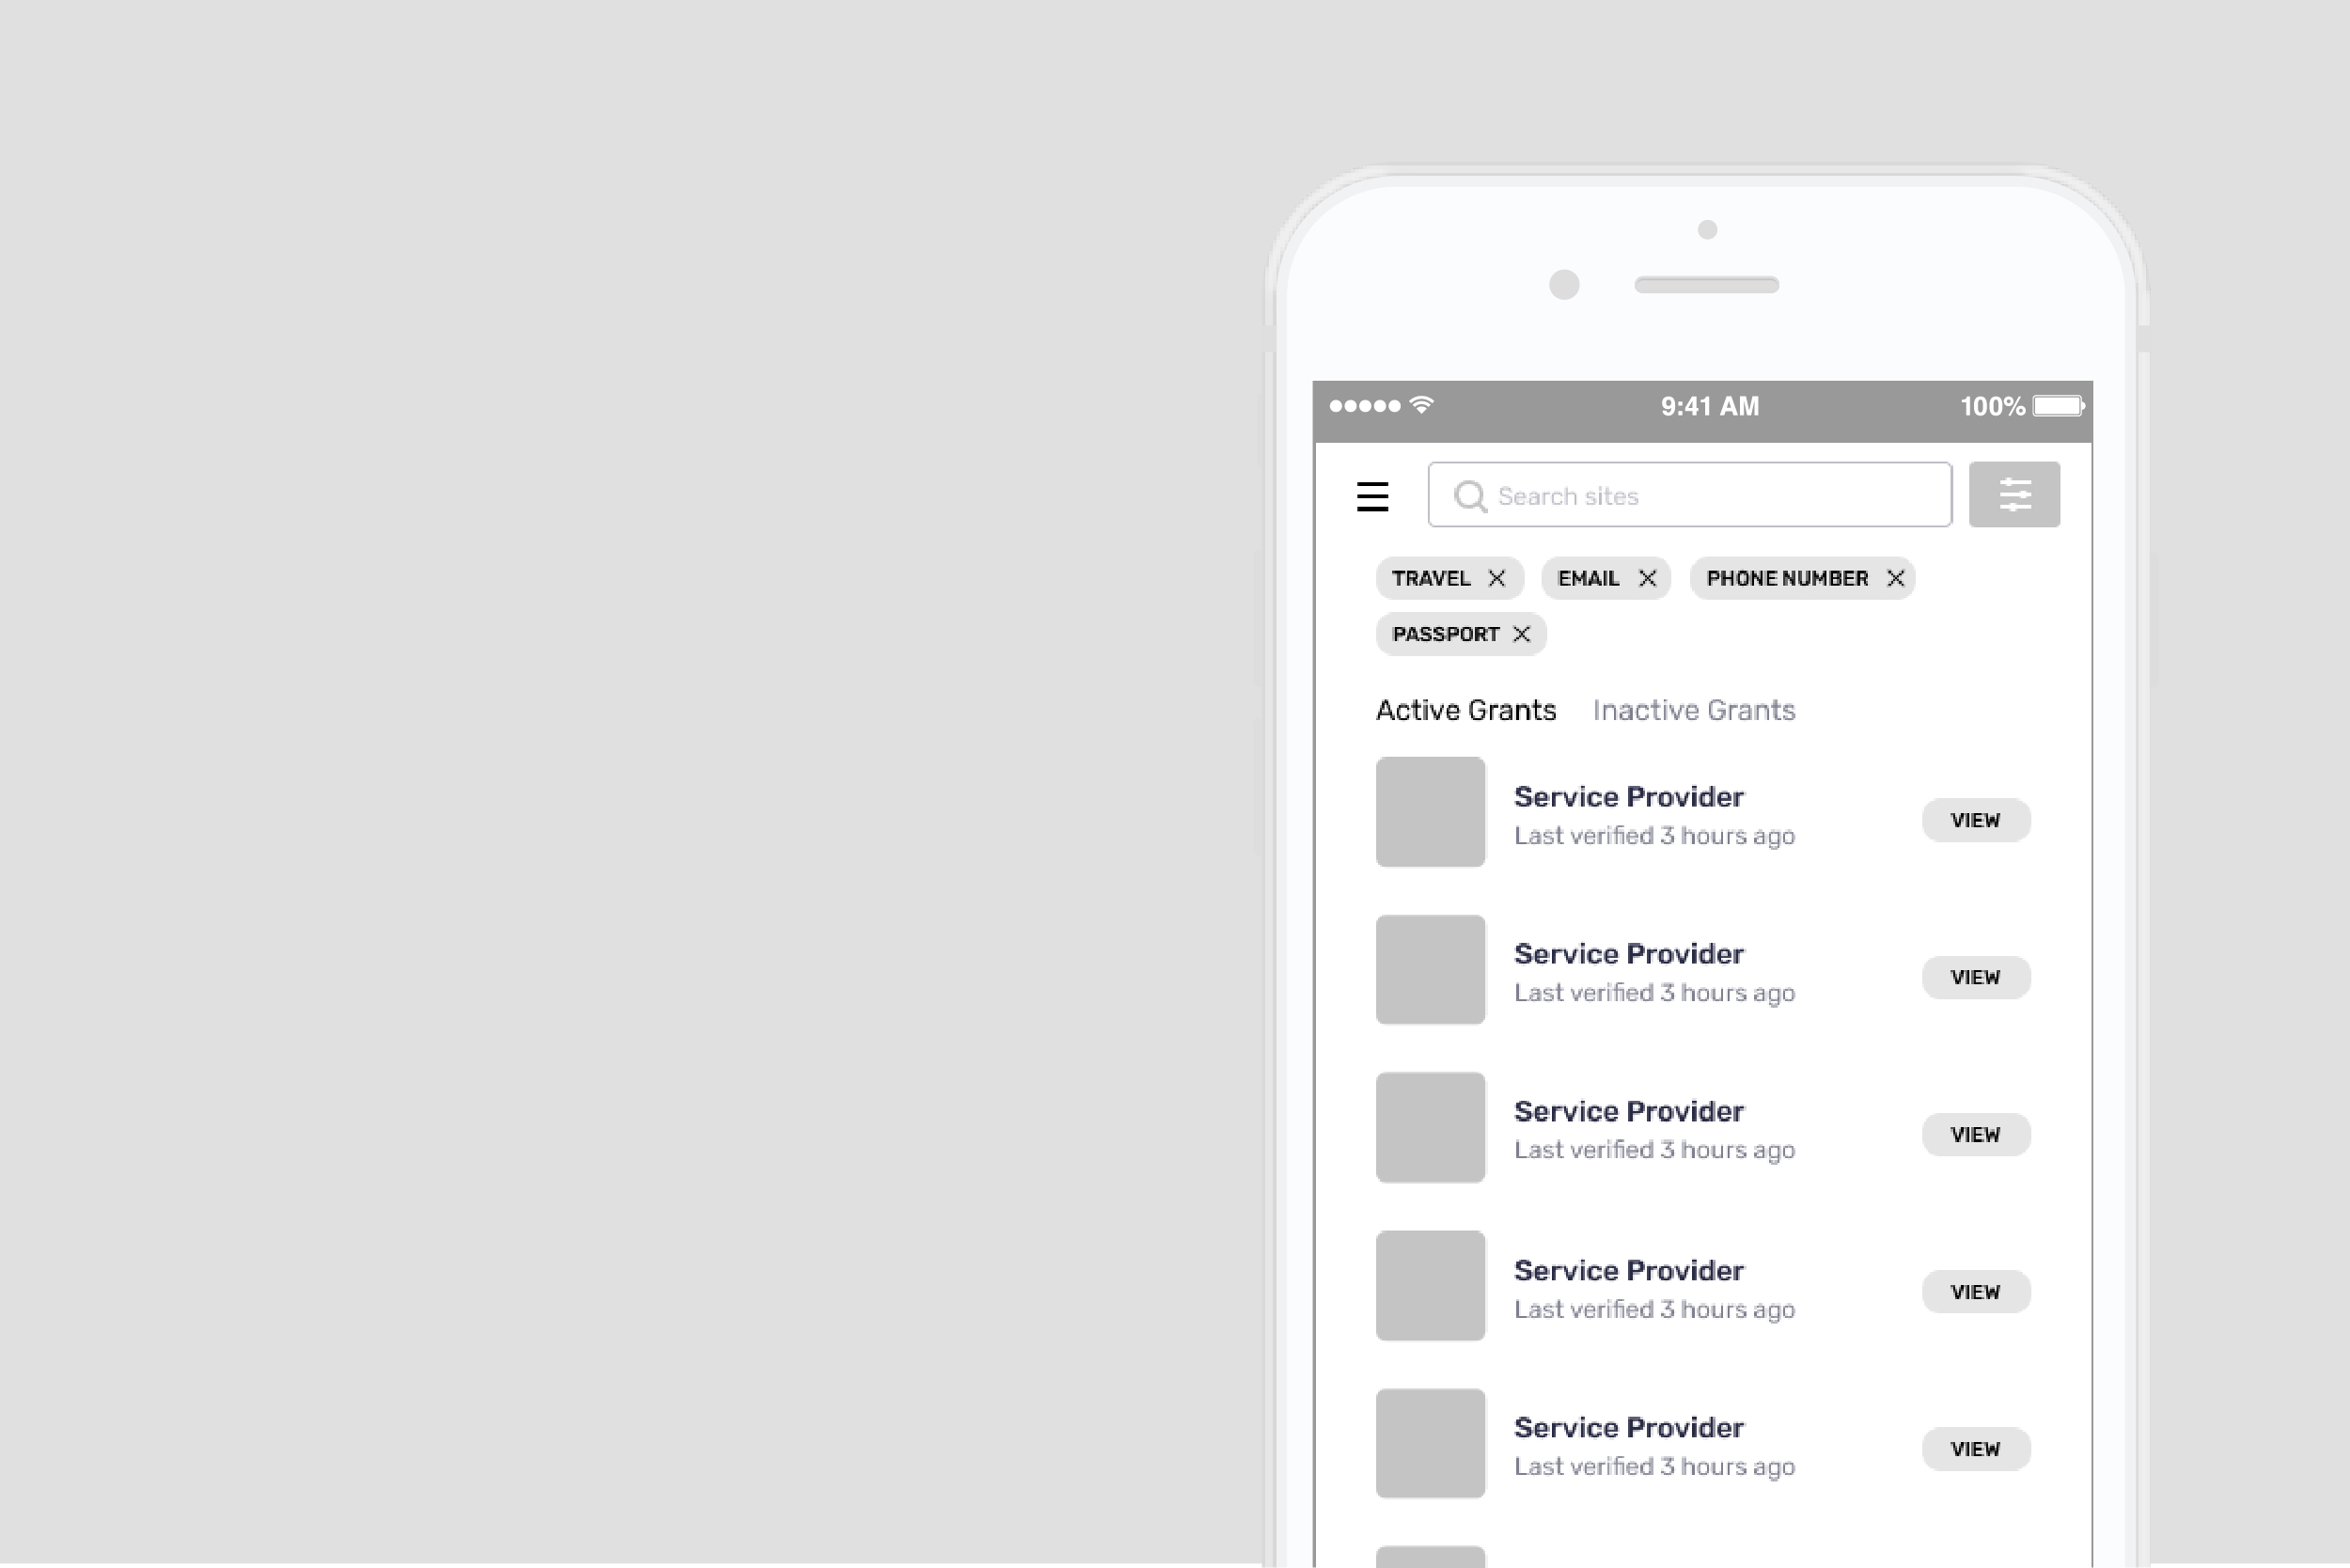 9:41 AM 100%
Search sites
TRAVEL EMAIL PHONE NUMBER
PASSPORT
Active Grants Inactive Grants
Service Provider
Last verified 3 hours ago
VIEW
Service Provider
Last verified 3 hours ago
VIEW
Service Provider
Last verified 3 hours ago
VIEW
Service Provider
Last verified 3 hours ago
VIEW
Service Provider
Last verified 3 hours ago
VIEW